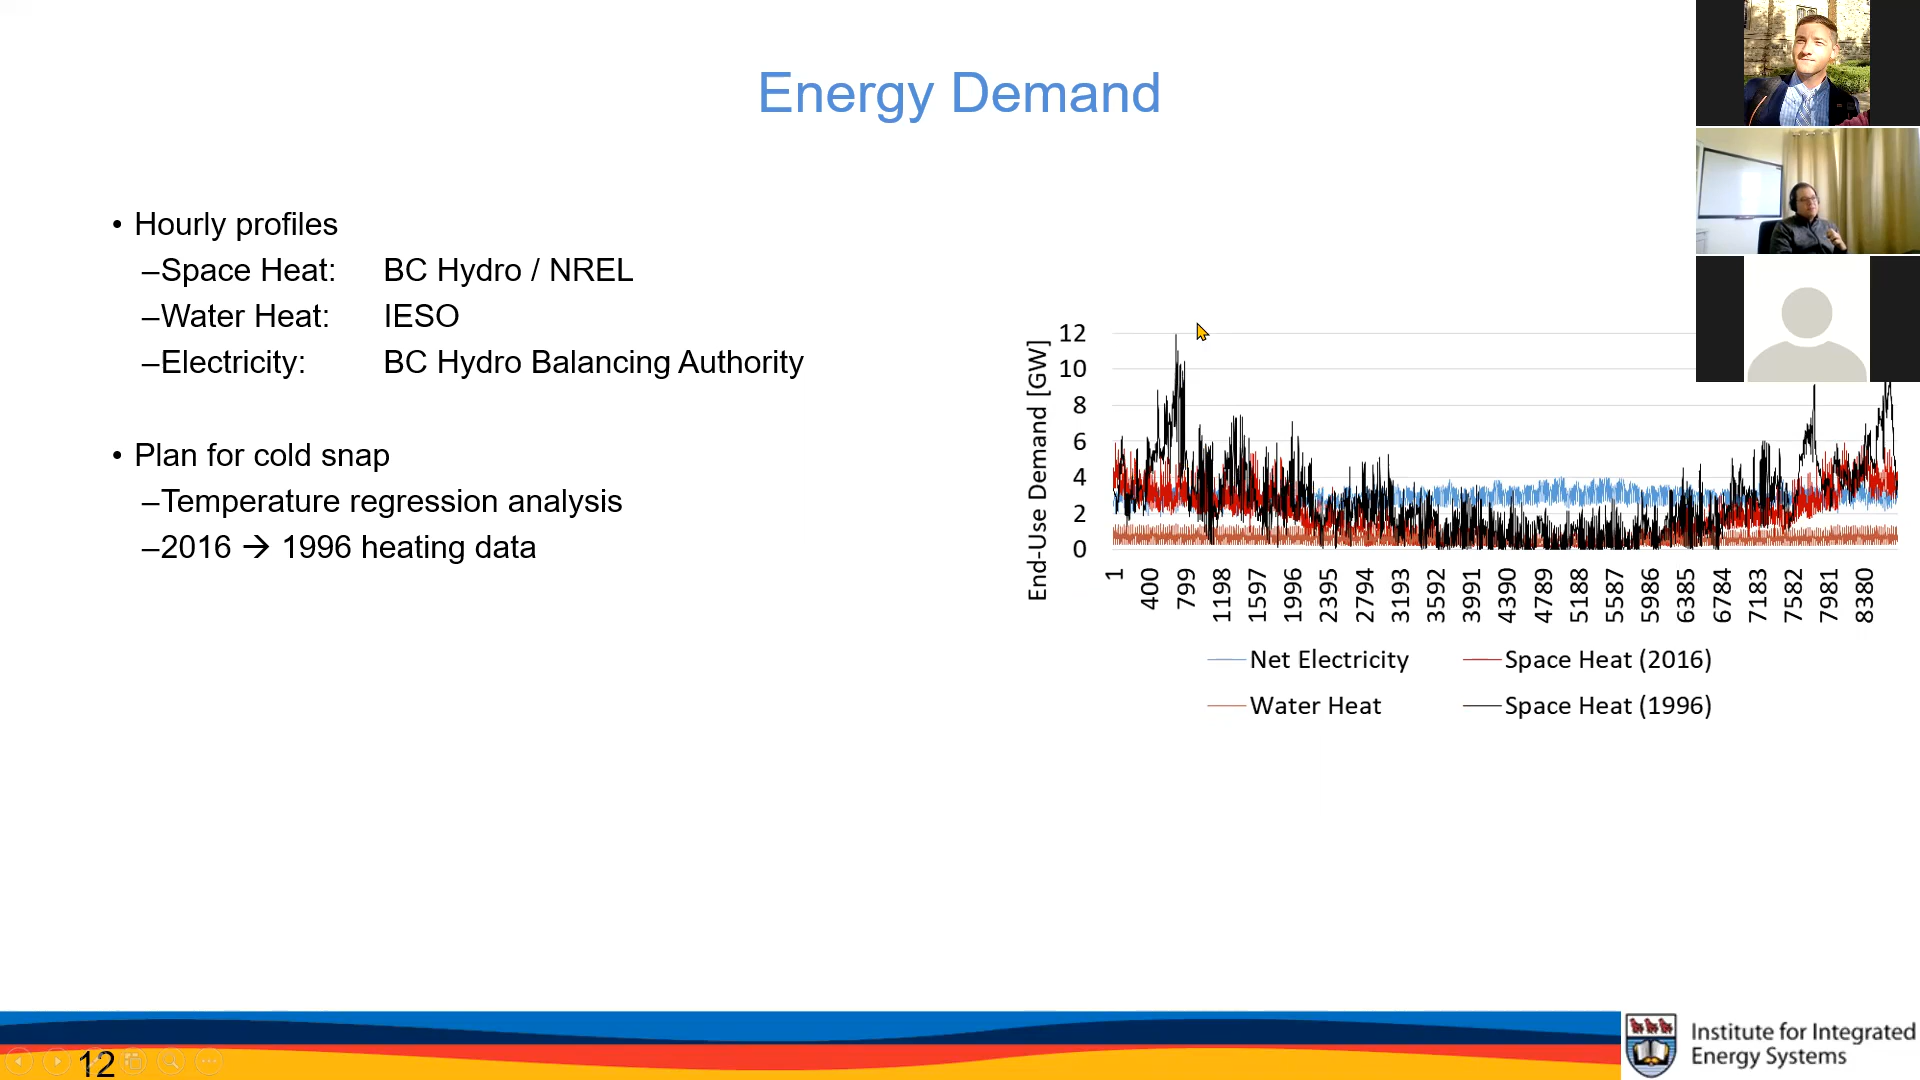 Energy Demand
• Hourly profiles
–Space Heat: BC Hydro / NREL
–Water Heat: IESO
–Electricity: BC Hydro Balancing Authority
• Plan for cold snap
–Temperature regression analysis
–2016 → 1996 heating data
End-Use Demand [GW]
12
10
8
6
4
2
0
1 400 799 1198 1597 1996 2395 2794 3193 3592 3991 4390 4789 5188 5587 5986 6385 6784 7183 7582 7981 8380
Net Electricity Space Heat (2016)
Water Heat Space Heat (1996)
12
Institute for Integrated
Energy Systems